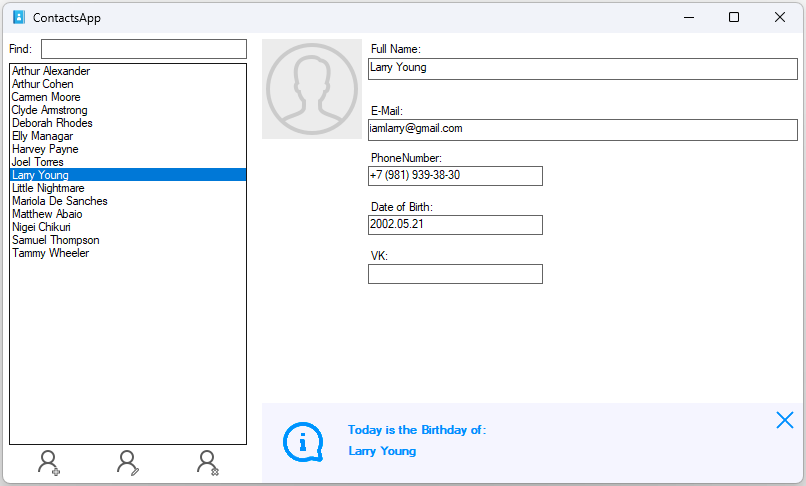 ContactsApp
Find:
Arthur Alexander
Arthur Cohen
Carmen Moore
Clyde Armstrong
Deborah Rhodes
Elly Managar
Harvey Payne
Joel Torres
Larry Young
Little Nightmare
Mariola De Sanches
Matthew Abaio
Nigei Chikuri
Samuel Thompson
Tammy Wheeler
Full Name:
Larry Young
E-Mail:
iamlarry@gmail.com
PhoneNumber:
+7 (981) 939-38-30
Date of Birth:
2002.05.21
VK:
Today is the Birthday of:
Larry Young